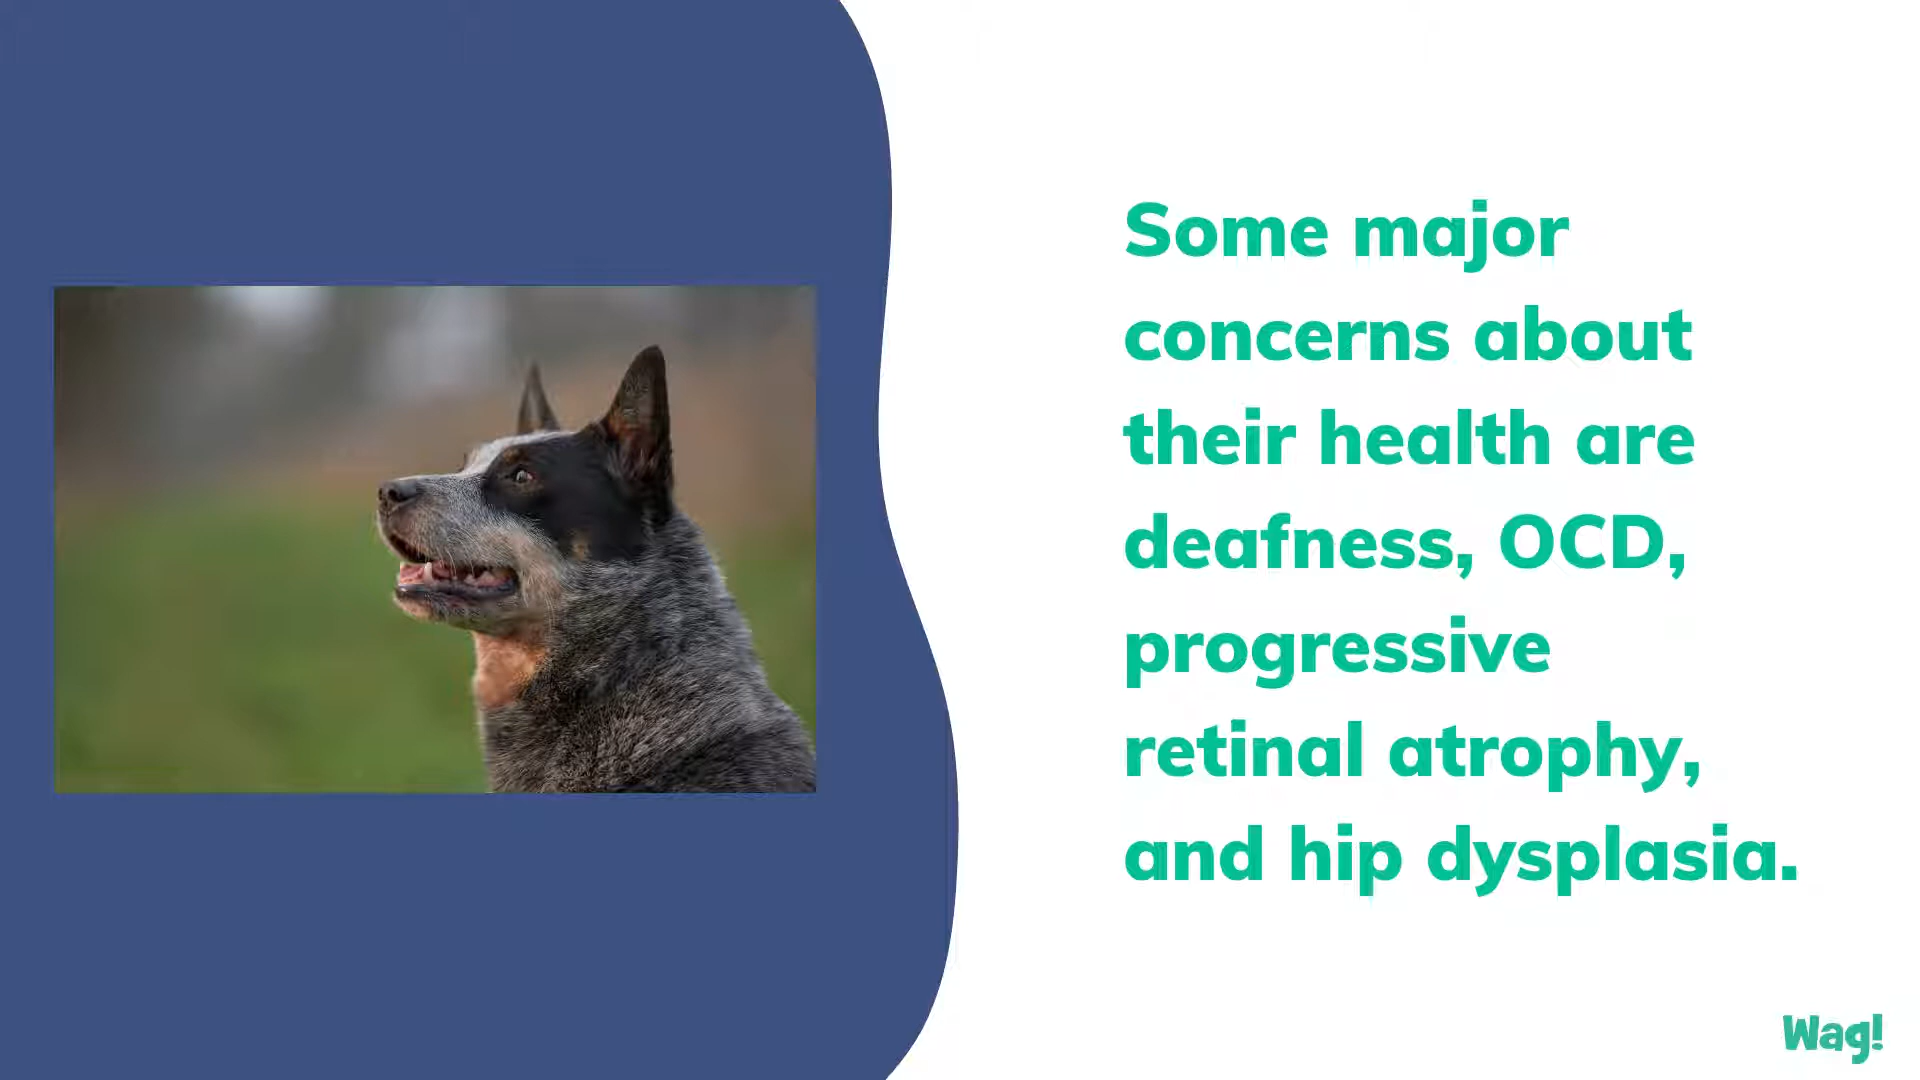 Some major
concerns about
their health are
deafness, OCD,
progressive
retinal atrophy,
and hip dysplasia.
Wag!